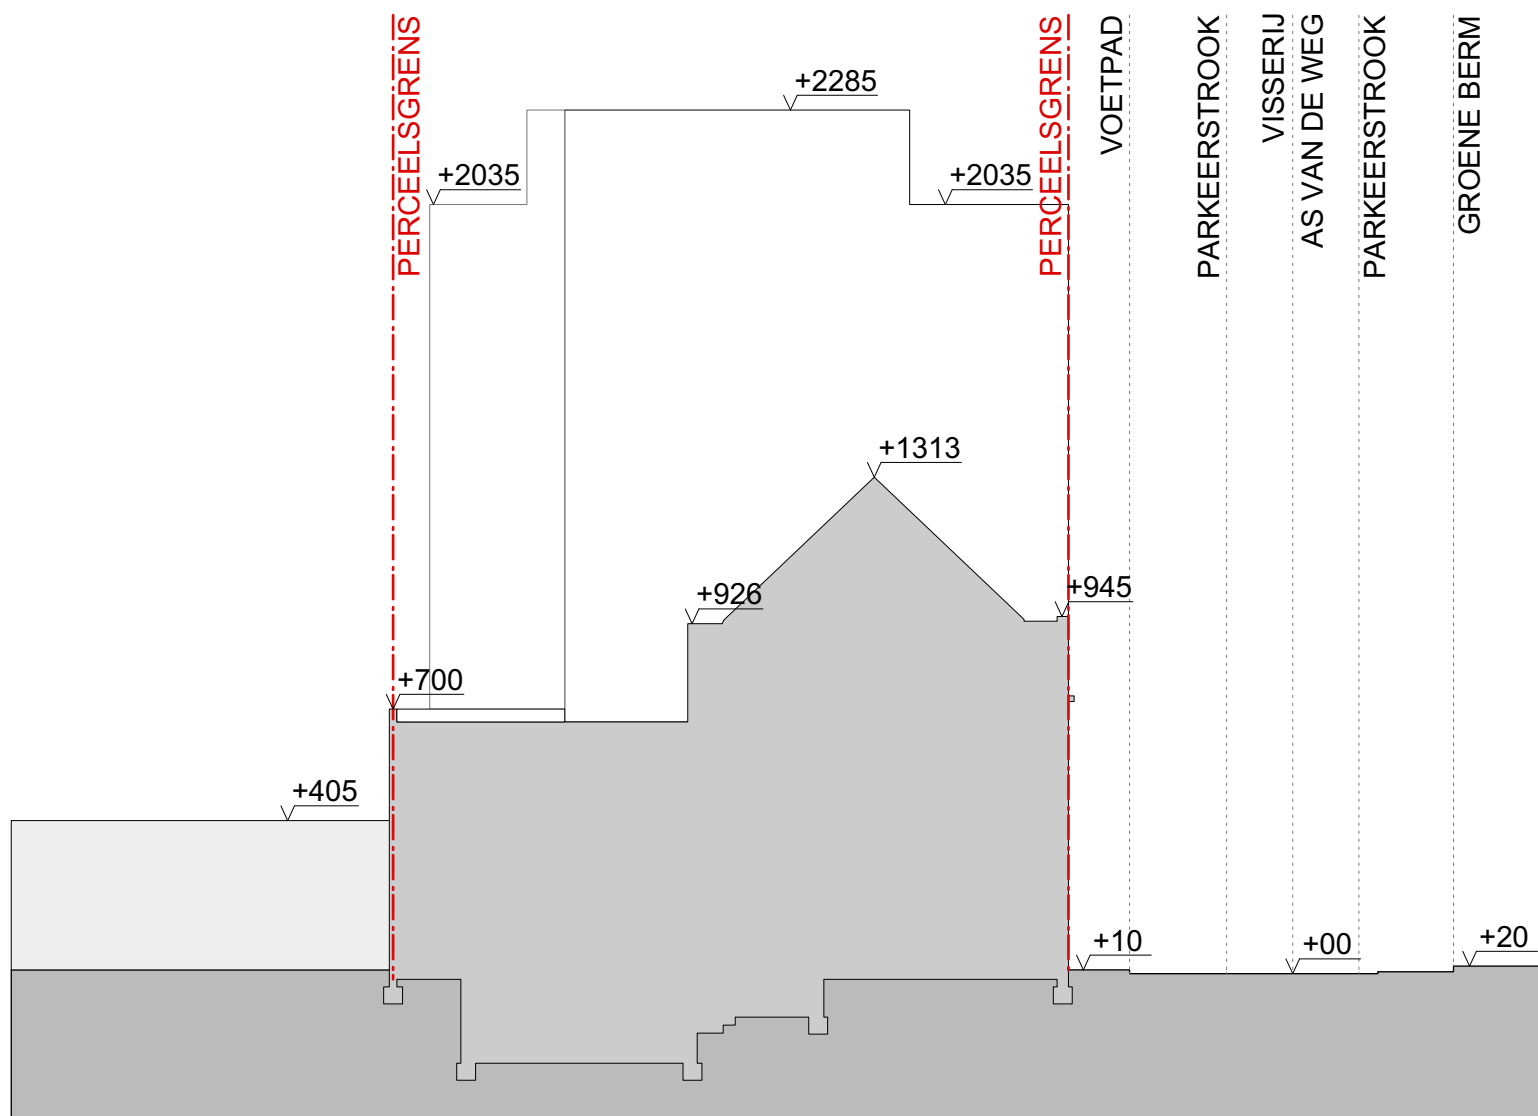 PERCEELSGRENS
PERCEELSGRENS
VOETPAD
PARKEERSTROOK
VISSERIJ
AS VAN DE WEG
PARKEERSTROOK
GROENE BERM
+2285
+2035
+2035
+1313
+926
+945
+700
+405
+10
+00
+20